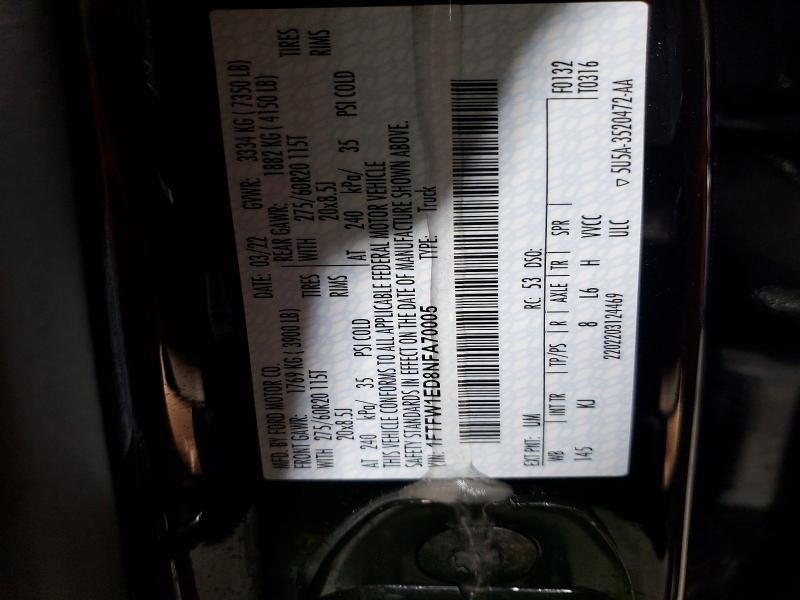 MFD. BY FORD MOTOR CO.
DATE: 03/22 GVWR: 3334 KG ( 7350 LB)
FRONT GAWR: 1769 KG ( 3900 LB) REAR GAWR: 1882 KG ( 4150 LB)
WITH 275/60R20 115T TIRES WITH 275/60R20 115T TIRES
20x8.5J RIMS 20x8.5J RIMS
AT 240 kPa/ 35 PSI COLD AT 240 kPa/ 35 PSI COLD
THIS VEHICLE CONFORMS TO ALL APPLICABLE FEDERAL MOTOR VEHICLE
SAFETY STANDARDS IN EFFECT ON THE DATE OF MANUFACTURE SHOWN ABOVE.
VIN: 1FTFW1ED8NFA70005 TYPE: Truck
EXT PNT: UM RC: 53 DSO: F0132
WB INT TR TP/PS R AXLE TR SPR T0316
145 KJ 8 L6 H VVCC
2202203124469 ULC
▽ 5U5A-3520472-AA